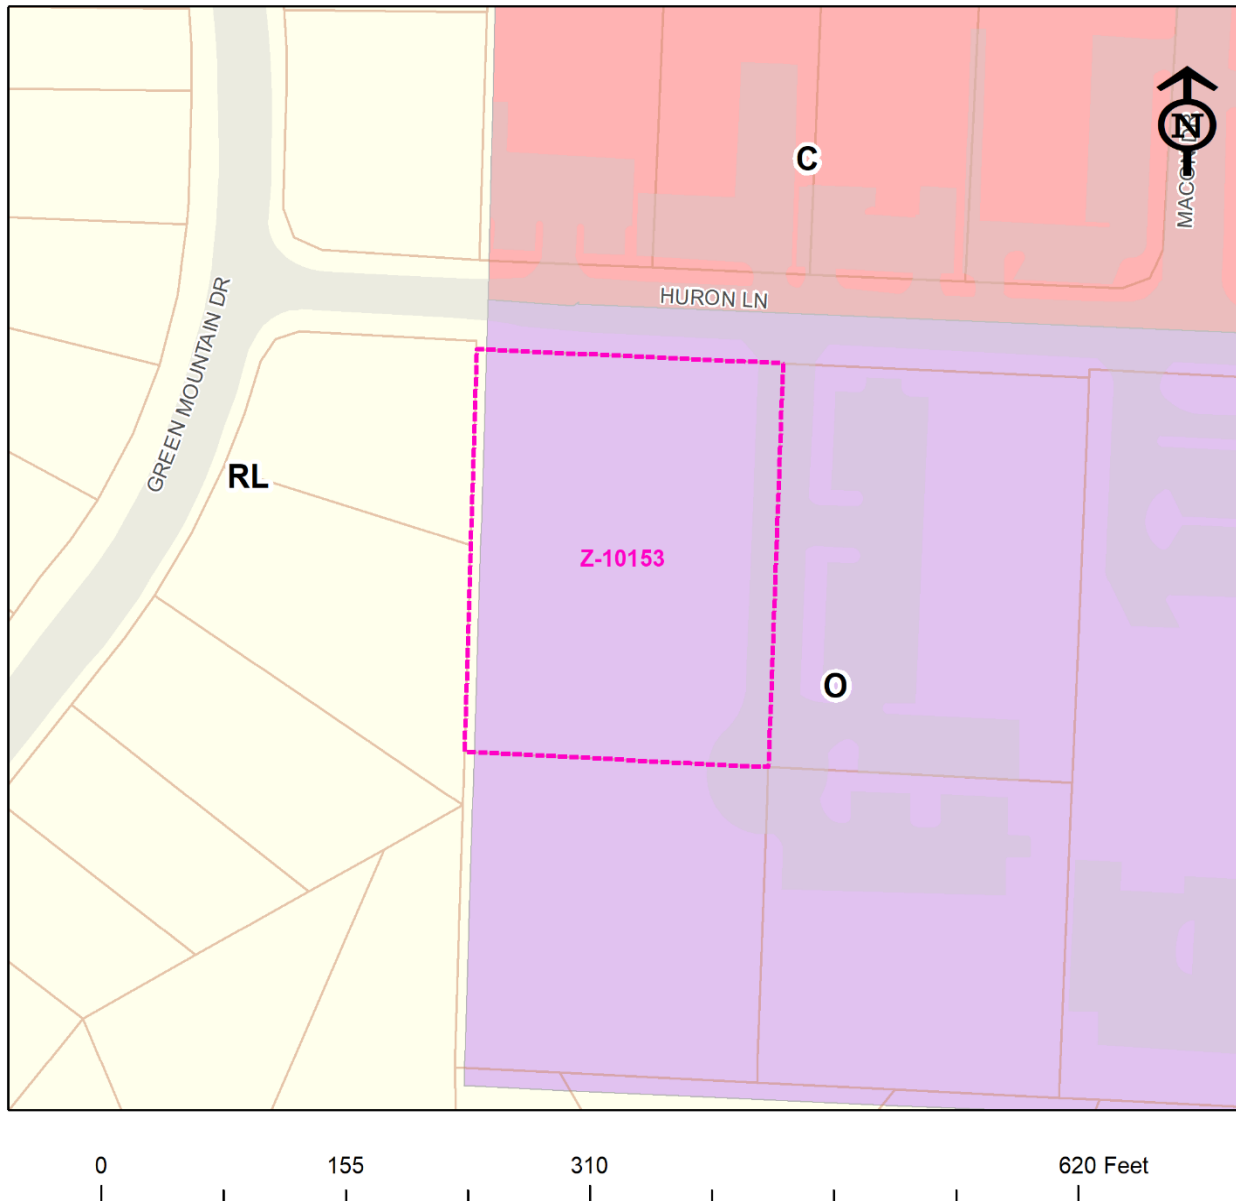 C
N
HURON LN
GREEN MOUNTAIN DR
RL
Z-10153
O
0 155 310 620 Feet